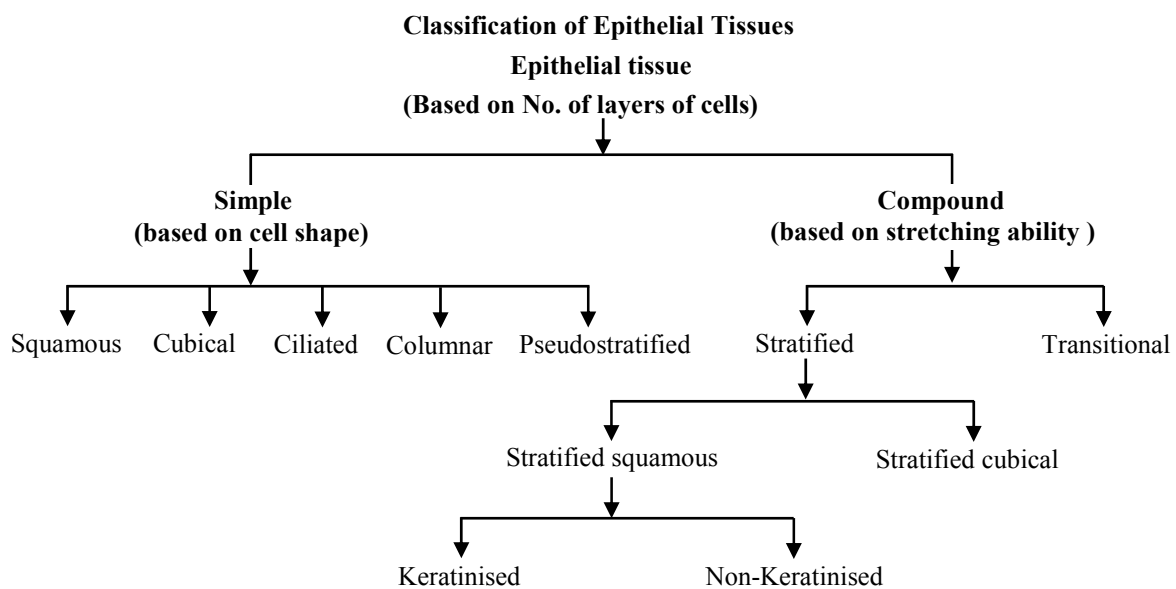 Classification of Epithelial Tissues
Epithelial tissue
(Based on No. of layers of cells)
Simple
(based on cell shape)
Compound
(based on stretching ability )
Squamous
Cubical
Ciliated
Columnar
Pseudostratified
Stratified
Transitional
Stratified squamous
Stratified cubical
Keratinised
Non-Keratinised